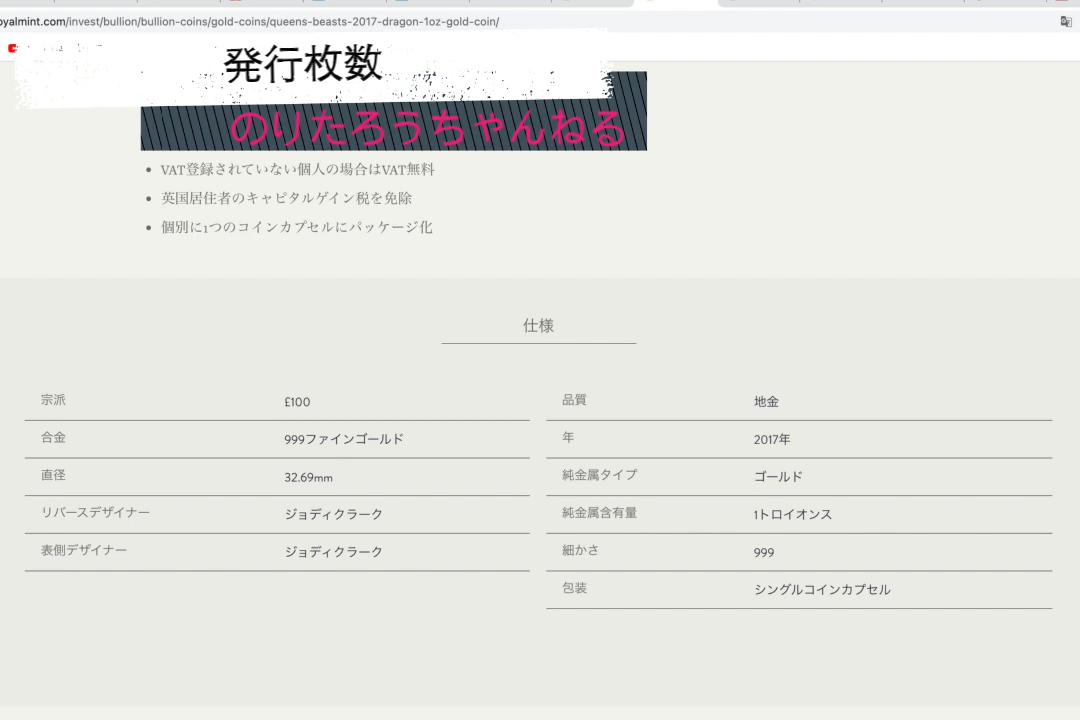 oyalmint.com/invest/bullion/bullion-coins/gold-coins/queens-beasts-2017-dragon-1oz-gold-coin/
発行枚数
のりたろうちゃんねる
VAT登録されていない個人の場合はVAT無料
英国居住者のキャピタルゲイン税を免除
個別に1つのコインカプセルにパッケージ化
仕様
宗派 £100
合金 999ファインゴールド
直径 32.69mm
リバースデザイナー ジョディクラーク
表側デザイナー ジョディクラーク
品質 地金
年 2017年
純金属タイプ ゴールド
純金属含有量 1トロイオンス
細かさ 999
包装 シングルコインカプセル